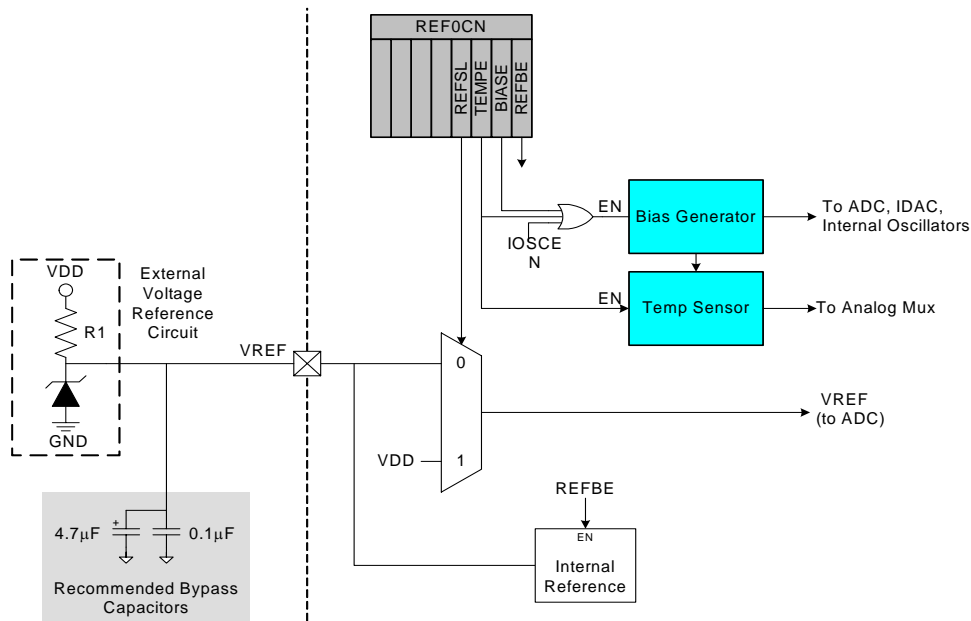 REF0CN
REFSL
TEMPE
BIASE
REFBE
EN
Bias Generator
To ADC, IDAC,
Internal Oscillators
IOSCE
N
EN
Temp Sensor
To Analog Mux
VDD
R1
GND
External
Voltage
Reference
Circuit
VREF
0
VDD
1
VREF
(to ADC)
4.7μF
+
0.1μF
Recommended Bypass
Capacitors
REFBE
EN
Internal
Reference